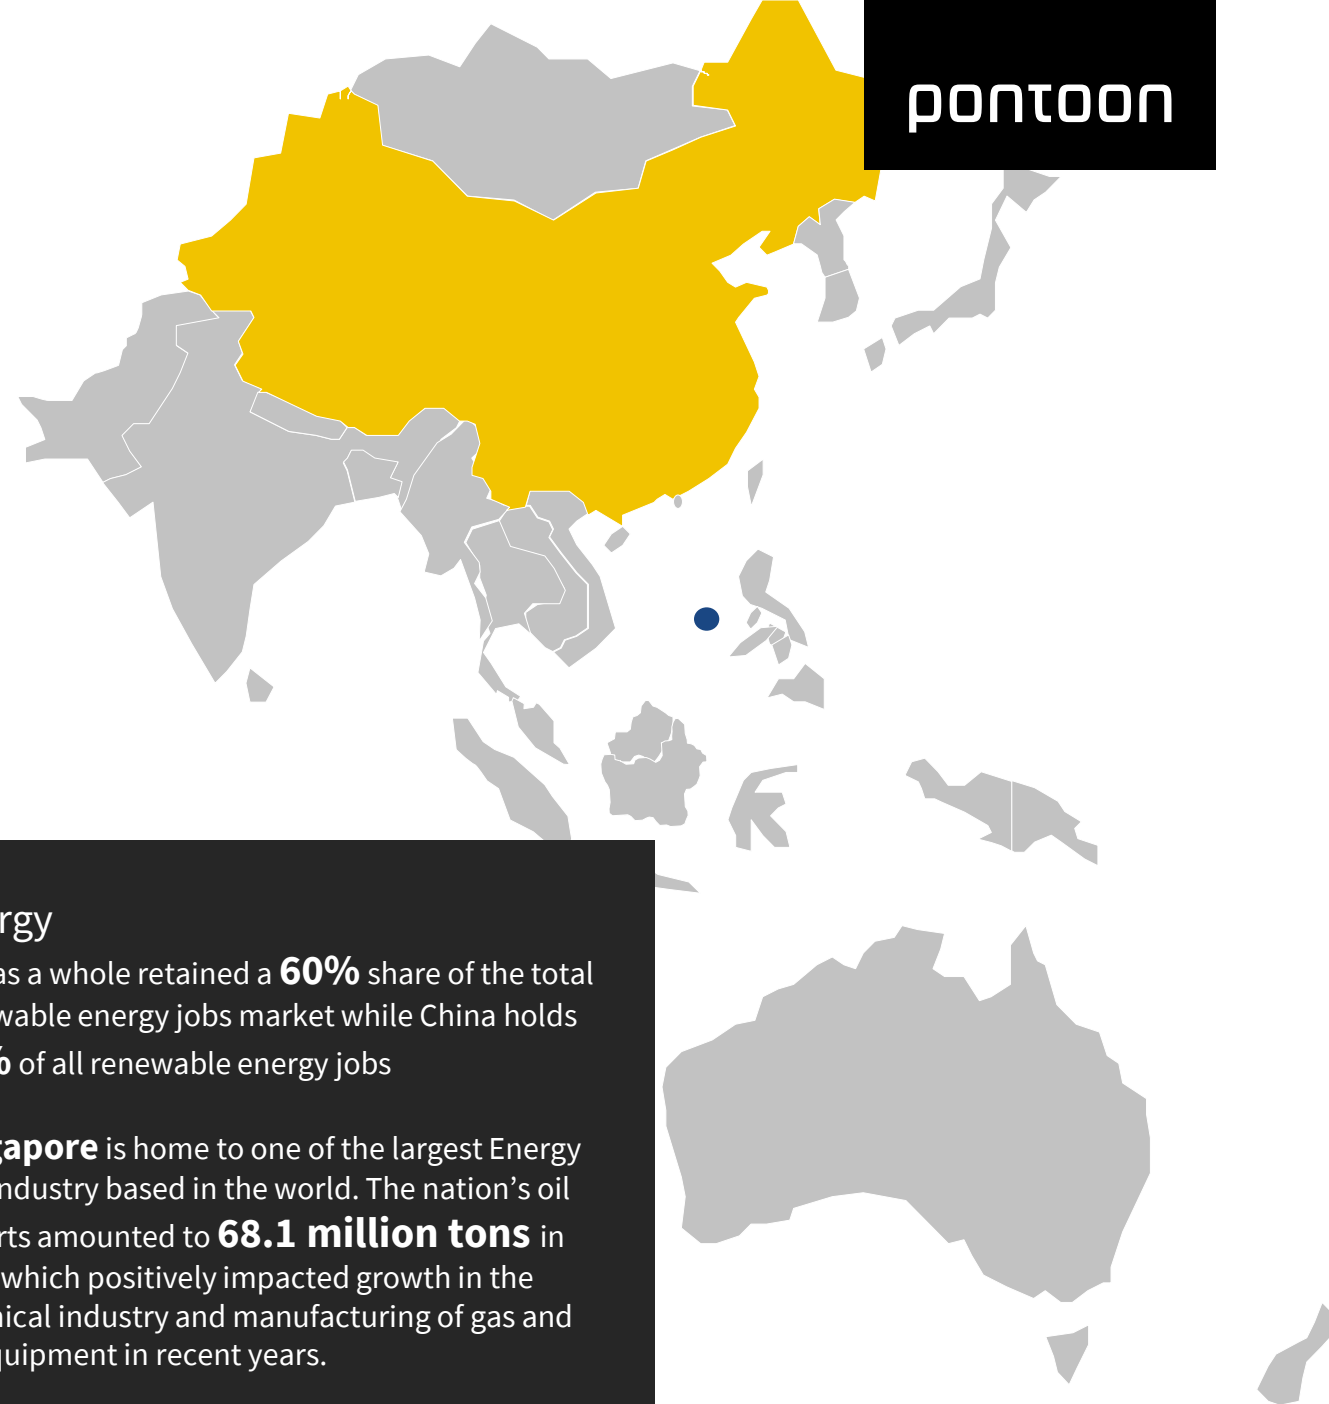 pontoon
rgy
as a whole retained a 60% share of the total
wable energy jobs market while China holds
% of all renewable energy jobs
gapore is home to one of the largest Energy
industry based in the world. The nation’s oil
rts amounted to 68.1 million tons in
which positively impacted growth in the
ical industry and manufacturing of gas and
quipment in recent years.